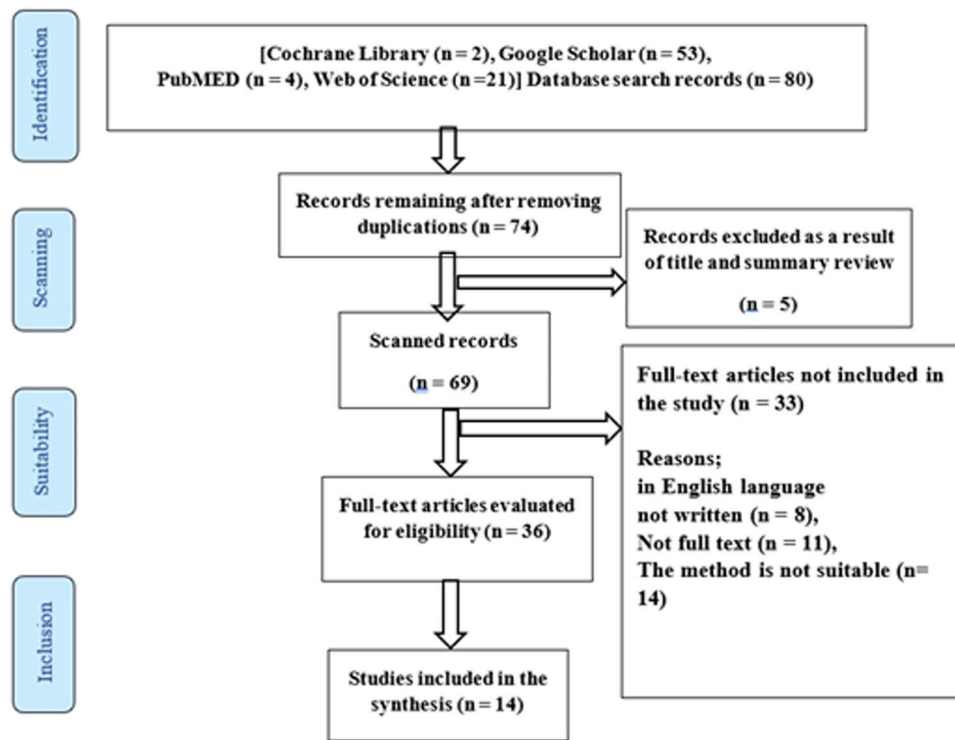 Identification
[Cochrane Library (n = 2), Google Scholar (n = 53),
PubMED (n = 4), Web of Science (n =21)] Database search records (n = 80)
Records remaining after removing
duplications (n = 74)
Scanning
Records excluded as a result
of title and summary review
(n = 5)
Scanned records
(n = 69)
Suitability
Full-text articles not included in
the study (n = 33)
Reasons;
in English language
not written (n = 8),
Not full text (n = 11),
The method is not suitable (n=
14)
Full-text articles evaluated
for eligibility (n = 36)
Inclusion
Studies included in the
synthesis (n = 14)